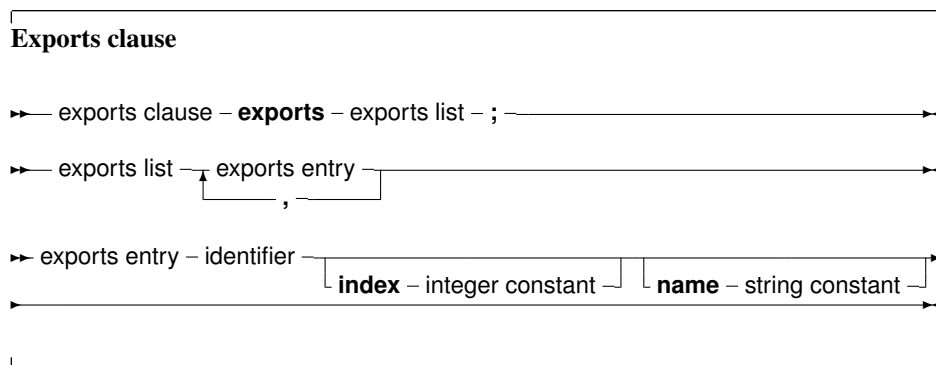 Exports clause
exports clause – exports – exports list – ;
exports list exports entry
,
exports entry – identifier
index – integer constant name – string constant